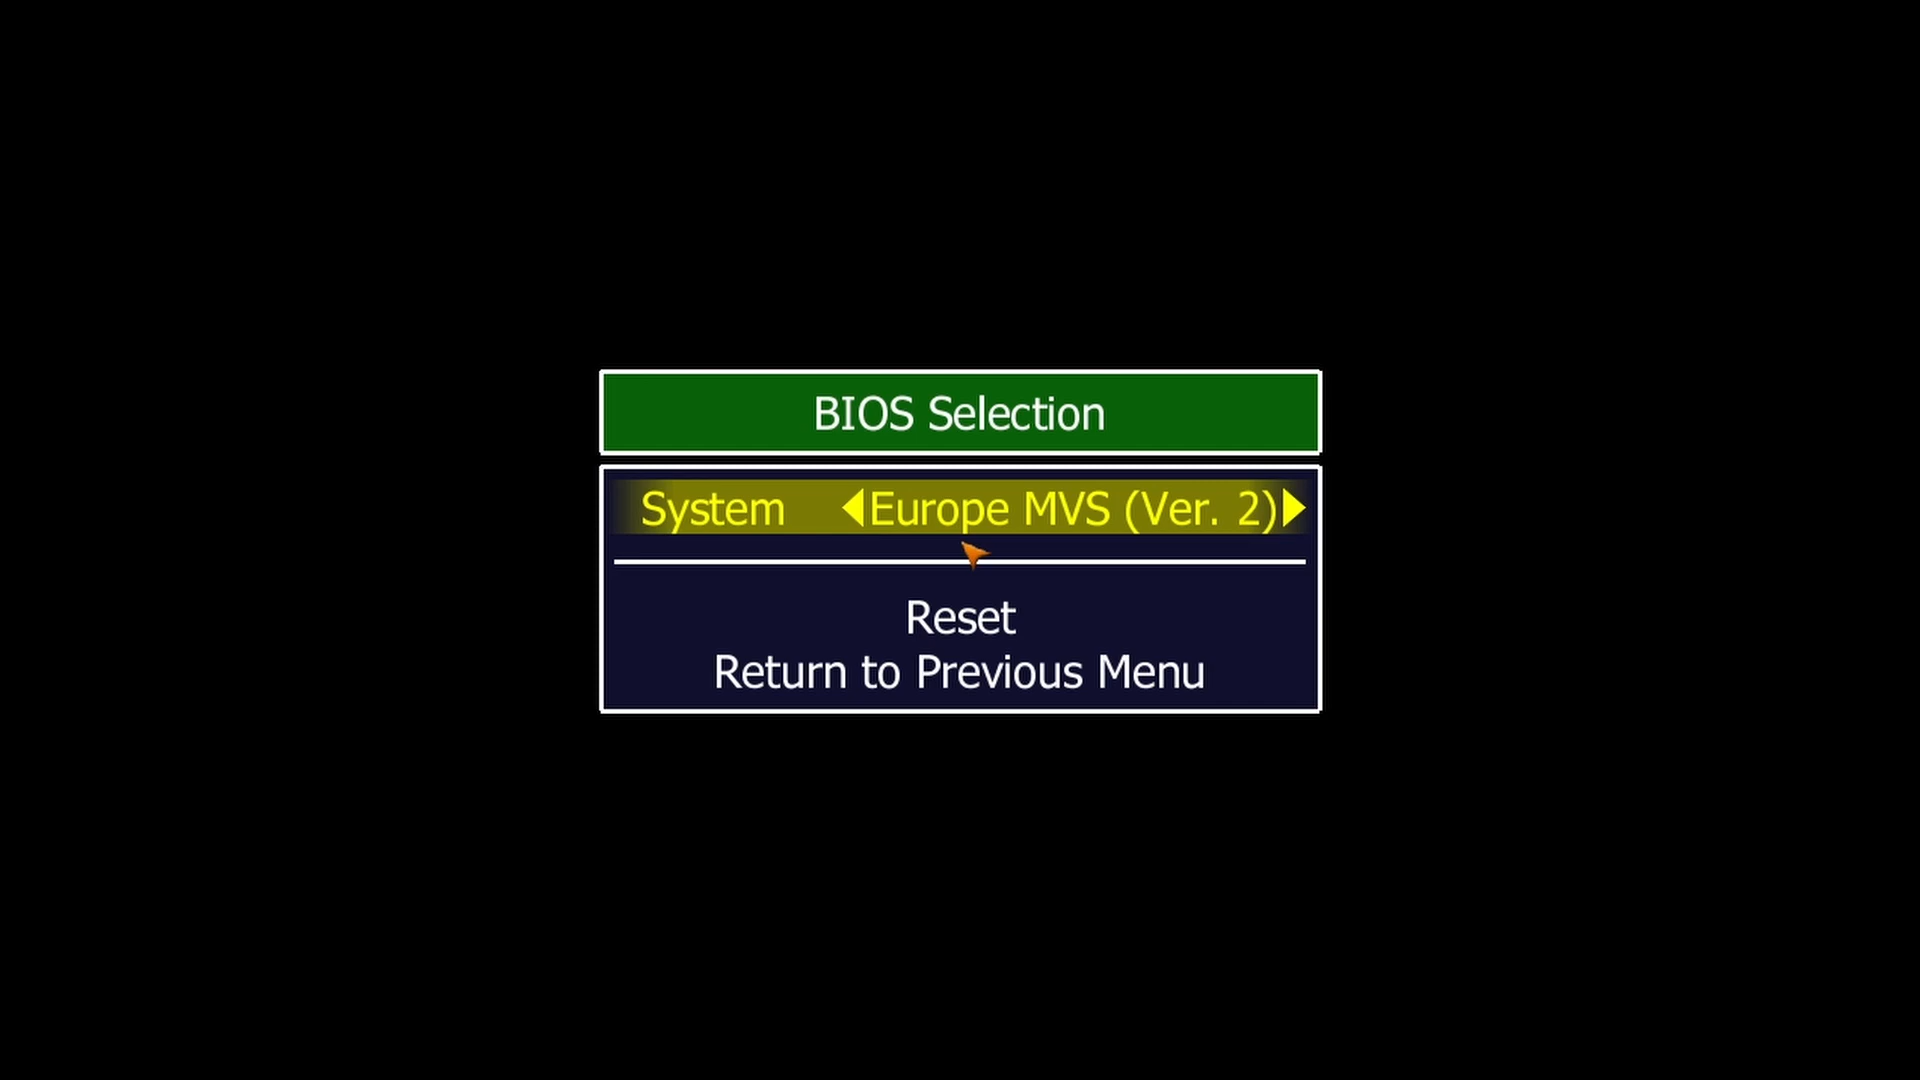 BIOS Selection
System Europe MVS (Ver. 2)
Reset
Return to Previous Menu